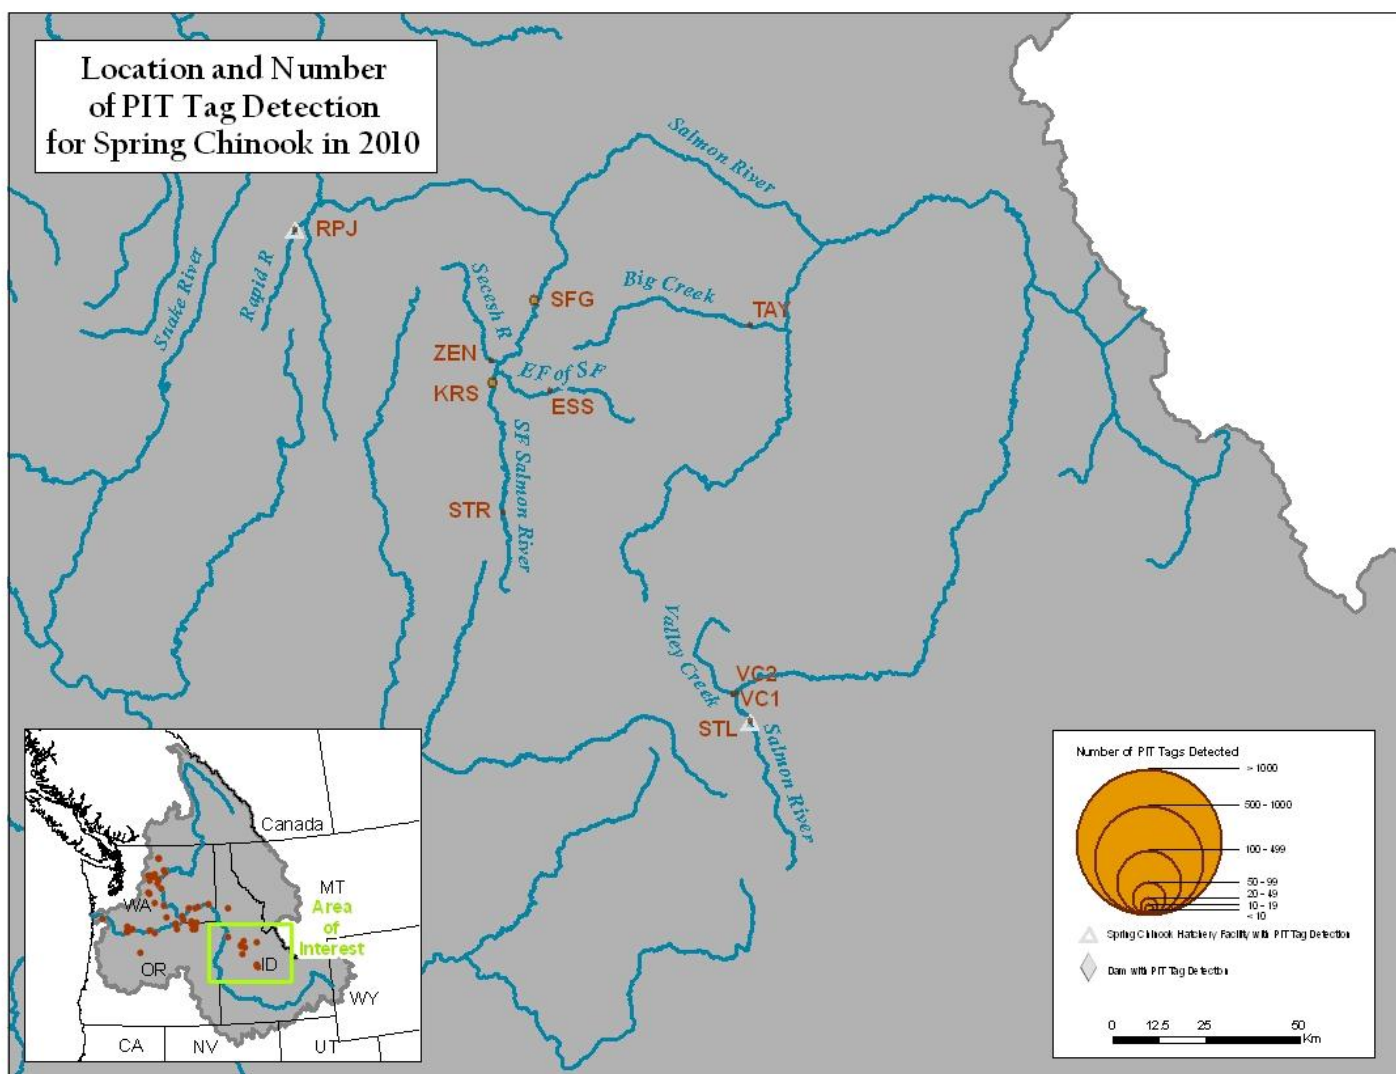 Location and Number
of PIT Tag Detection
for Spring Chinook in 2010
Salmon River
RPJ
Snake River
Rapid R
Secesh R
SFG
Big Creek
TAY
ZEN
EF of SF
KRS
ESS
SF Salmon River
STR
Valley Creek
VC2
VC1
STL
Salmon River
Canada
MT
WA
Area
of
Interest
OR
ID
WY
CA
NV
UT
Number of PIT Tags Detected
> 1000
500 - 1000
100 - 499
50 - 99
20 - 49
10 - 19
< 10
Spring Chinook Hatchery Facility with PIT Tag Detection
Dam with PIT Tag Detection
0 12.5 25 50
Km